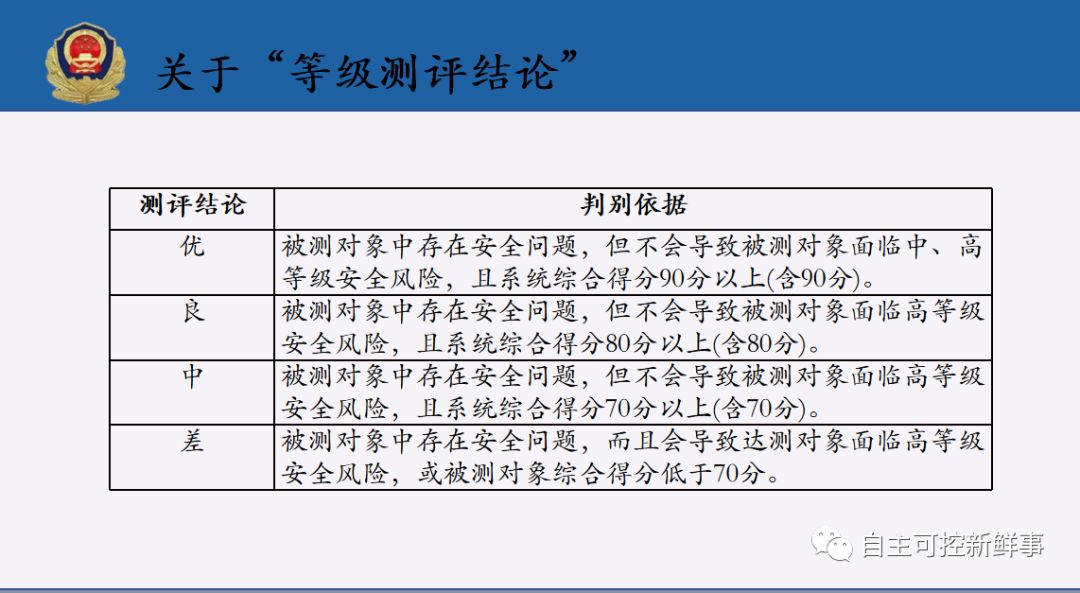 关于“等级测评结论”
测评结论
判别依据
优
被测对象中存在安全问题，但不会导致被测对象面临中、高
等级安全风险，且系统综合得分90分以上(含90分)。
良
被测对象中存在安全问题，但不会导致被测对象面临高等级
安全风险，且系统综合得分80分以上(含80分)。
中
被测对象中存在安全问题，但不会导致被测对象面临高等级
安全风险，且系统综合得分70分以上(含70分)。
差
被测对象中存在安全问题，而且会导致达测对象面临高等级
安全风险，或被测对象综合得分低于70分。
自主可控新鲜事